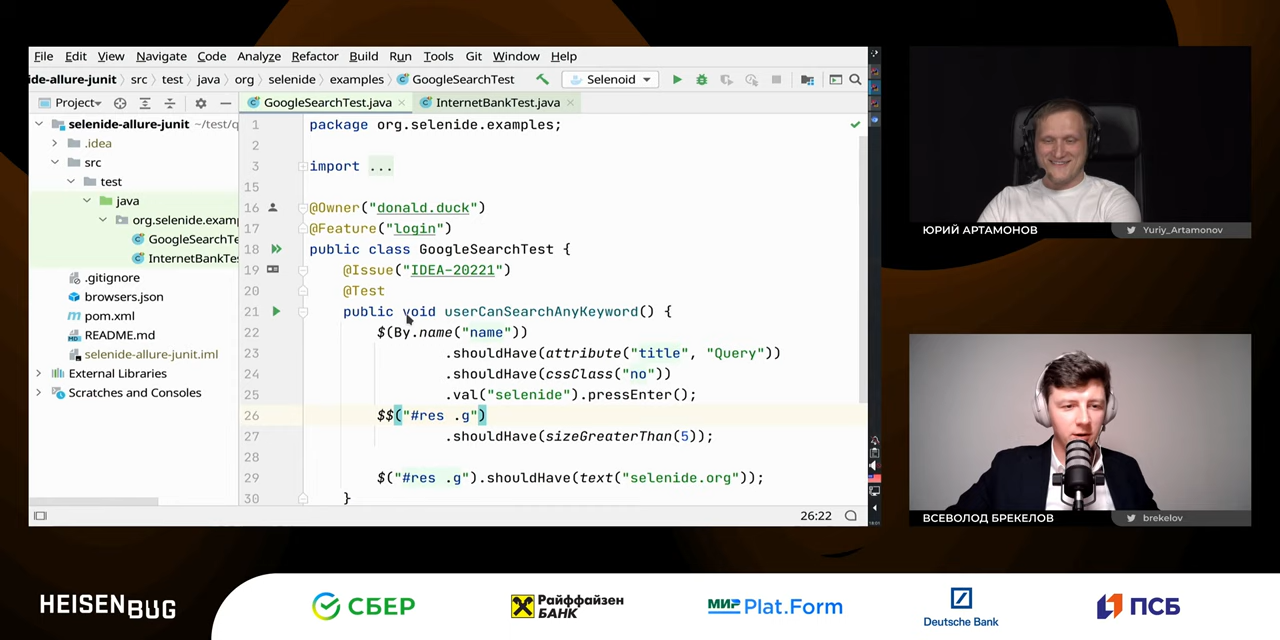 File Edit View Navigate Code Analyze Refactor Build Run Tools Git Window Help
ide-allure-junit src test java org selenide examples GoogleSearchTest Selenoid
Project GoogleSearchTest.java InternetBankTest.java
selenide-allure-junit ~/test/q
.idea
src
test
java
org.selenide.examp
GoogleSearchTe
InternetBankTes
.gitignore
browsers.json
pom.xml
README.md
selenide-allure-junit.iml
External Libraries
Scratches and Consoles
1 package org.selenide.examples;
2
3 import ...
15
16 @Owner("donald.duck")
17 @Feature("login")
18 public class GoogleSearchTest {
19 @Issue("IDEA-20221")
20 @Test
21 public void userCanSearchAnyKeyword() {
22 $(By.name("name"))
23 .shouldHave(attribute("title", "Query"))
24 .shouldHave(cssClass("no"))
25 .val("selenide").pressEnter();
26 $$("#res .g")
27 .shouldHave(sizeGreaterThan(5));
28
29 $("#res .g").shouldHave(text("selenide.org"));
30 }
26:22
ЮРИЙ АРТАМОНОВ Yuriy_Artamonov
ВСЕВОЛОД БРЕКЕЛОВ brekelov
HEISENBUG
СБЕР
Райффайзен
БАНК
МИР Plat.Form
Deutsche Bank
ПСБ